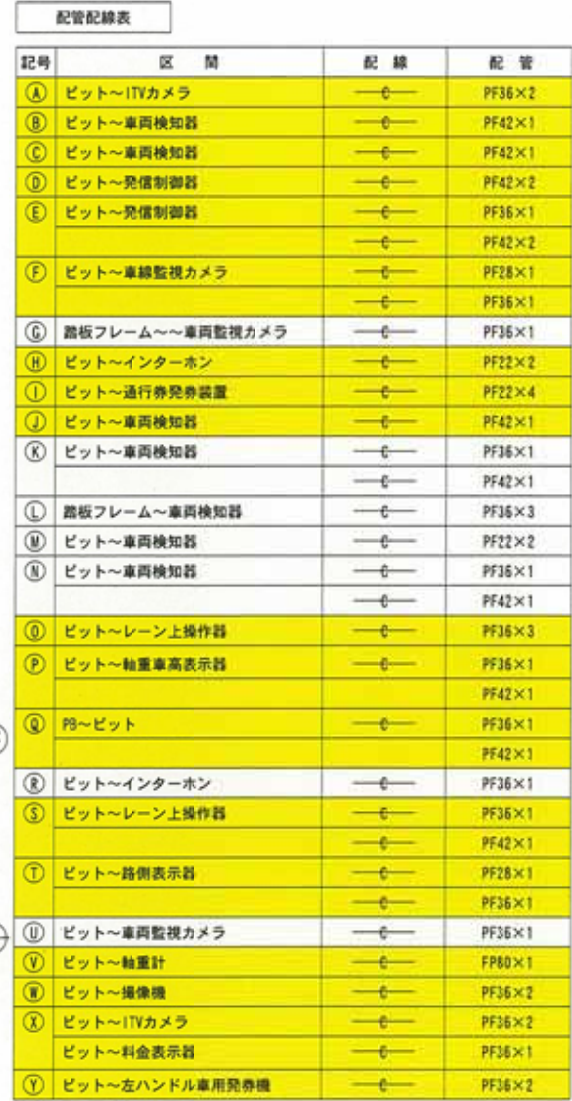 配管配線表
記号 区間 配線 配管
Ⓐ ピット～ITVカメラ C PF36×2
Ⓑ ピット～車両検知器 C PF42×1
Ⓒ ピット～車両検知器 C PF42×1
Ⓓ ピット～発信制御器 C PF42×2
Ⓔ ピット～発信制御器 C PF36×1
C PF42×2
Ⓕ ピット～車線監視カメラ C PF28×1
C PF36×1
Ⓖ 踏板フレーム～～車両監視カメラ C PF36×1
Ⓗ ピット～インターホン C PF22×2
Ⓘ ピット～通行券発券装置 C PF22×4
Ⓙ ピット～車両検知器 C PF42×1
Ⓚ ピット～車両検知器 C PF36×1
C PF42×1
Ⓛ 踏板フレーム～車両検知器 C PF36×3
Ⓜ ピット～車両検知器 C PF22×2
Ⓝ ピット～車両検知器 C PF36×1
C PF42×1
Ⓞ ピット～レーン上操作器 C PF36×3
Ⓟ ピット～軸重車高表示器 C PF36×1
PF42×1
Ⓠ PB～ピット C PF36×1
PF42×1
Ⓡ ピット～インターホン C PF36×1
Ⓢ ピット～レーン上操作器 C PF36×1
C PF42×1
Ⓣ ピット～路側表示器 C PF28×1
C PF36×1
Ⓤ ピット～車両監視カメラ C PF36×1
Ⓥ ピット～軸重計 C FP80×1
Ⓦ ピット～撮像機 C PF36×2
Ⓧ ピット～ITVカメラ C PF36×2
ピット～料金表示器 C PF36×1
Ⓨ ピット～左ハンドル車用発券機 C PF36×2